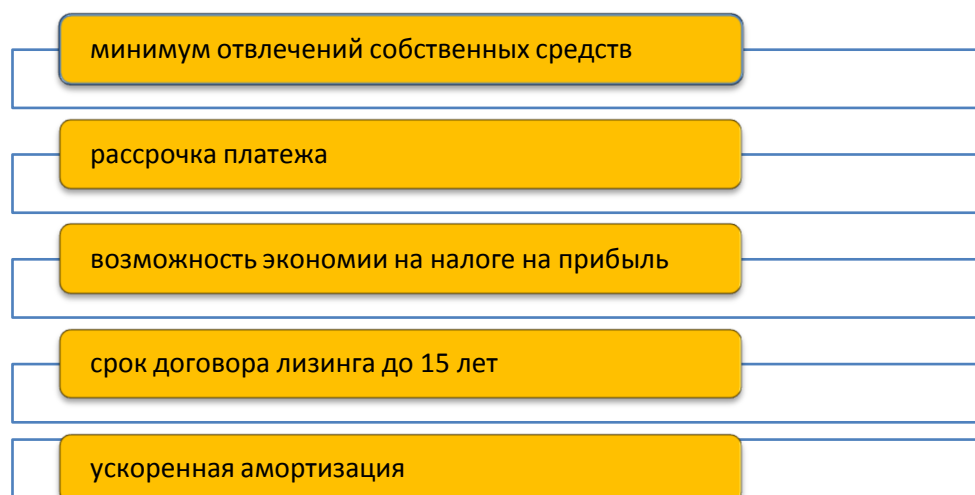 минимум отвлечений собственных средств
рассрочка платежа
возможность экономии на налоге на прибыль
срок договора лизинга до 15 лет
ускоренная амортизация